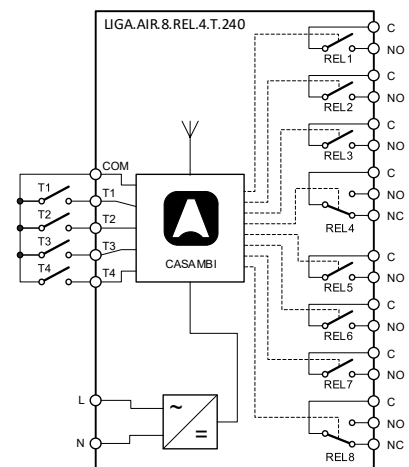 LIGA.AIR.8.REL.4.T.240
C
NO
REL1
C
NO
REL2
C
NO
REL3
C
NO
NC
REL4
C
NO
REL5
C
NO
REL6
C
NO
REL7
C
NO
NC
REL8
COM
T1
T1
T2
T2
T3
T3
T4
T4
CASAMBI
L
N
~
=